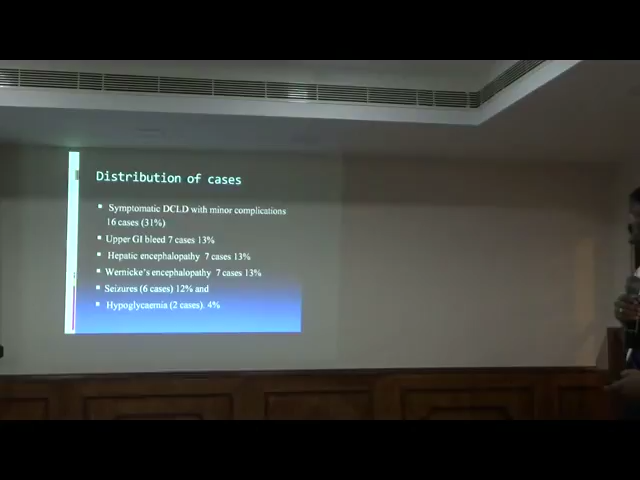 Distribution of cases
Symptomatic DCLD with minor complications
16 cases (31%)
Upper GI bleed 7 cases 13%
Hepatic encephalopathy 7 cases 13%
Wernicke's encephalopathy 7 cases 13%
Seizures (6 cases) 12% and
Hypoglycaemia (2 cases). 4%